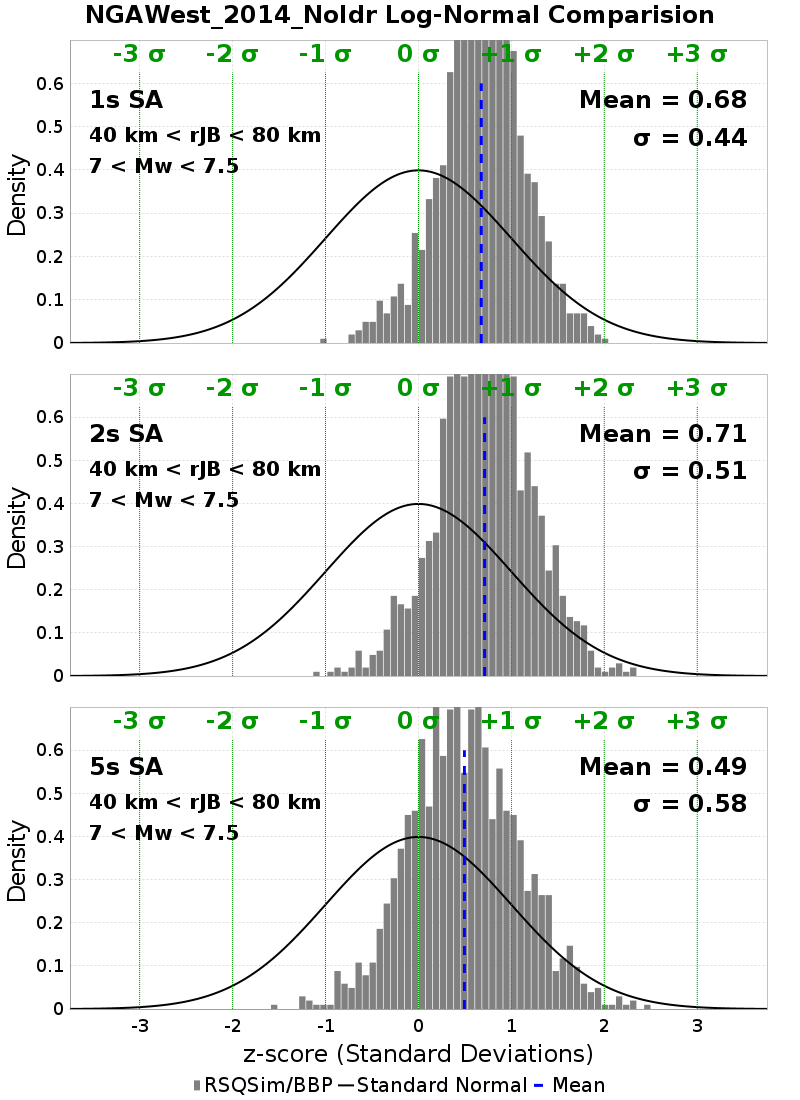 NGAWest_2014_NoIdr Log-Normal Comparision
-3 σ -2 σ -1 σ 0 σ +1 σ +2 σ +3 σ
1s SA
Mean = 0.68
40 km < rJB < 80 km
σ = 0.44
7 < Mw < 7.5
0.6
0.5
0.4
0.3
0.2
0.1
0
Density
-3 σ -2 σ -1 σ 0 σ +1 σ +2 σ +3 σ
2s SA
Mean = 0.71
40 km < rJB < 80 km
σ = 0.51
7 < Mw < 7.5
0.6
0.5
0.4
0.3
0.2
0.1
0
Density
-3 σ -2 σ -1 σ 0 σ +1 σ +2 σ +3 σ
5s SA
Mean = 0.49
40 km < rJB < 80 km
σ = 0.58
7 < Mw < 7.5
0.6
0.5
0.4
0.3
0.2
0.1
0
Density
-3 -2 -1 0 1 2 3
z-score (Standard Deviations)
RSQSim/BBP Standard Normal Mean